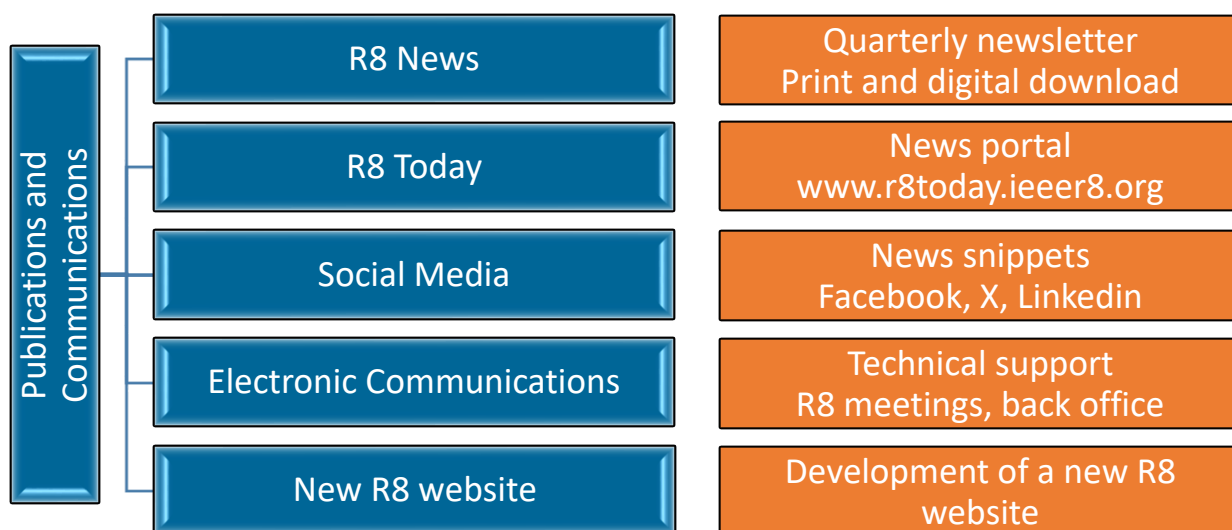 Publications and
Communications
R8 News
Quarterly newsletter
Print and digital download
R8 Today
News portal
www.r8today.ieeer8.org
Social Media
News snippets
Facebook, X, Linkedin
Electronic Communications
Technical support
R8 meetings, back office
New R8 website
Development of a new R8
website